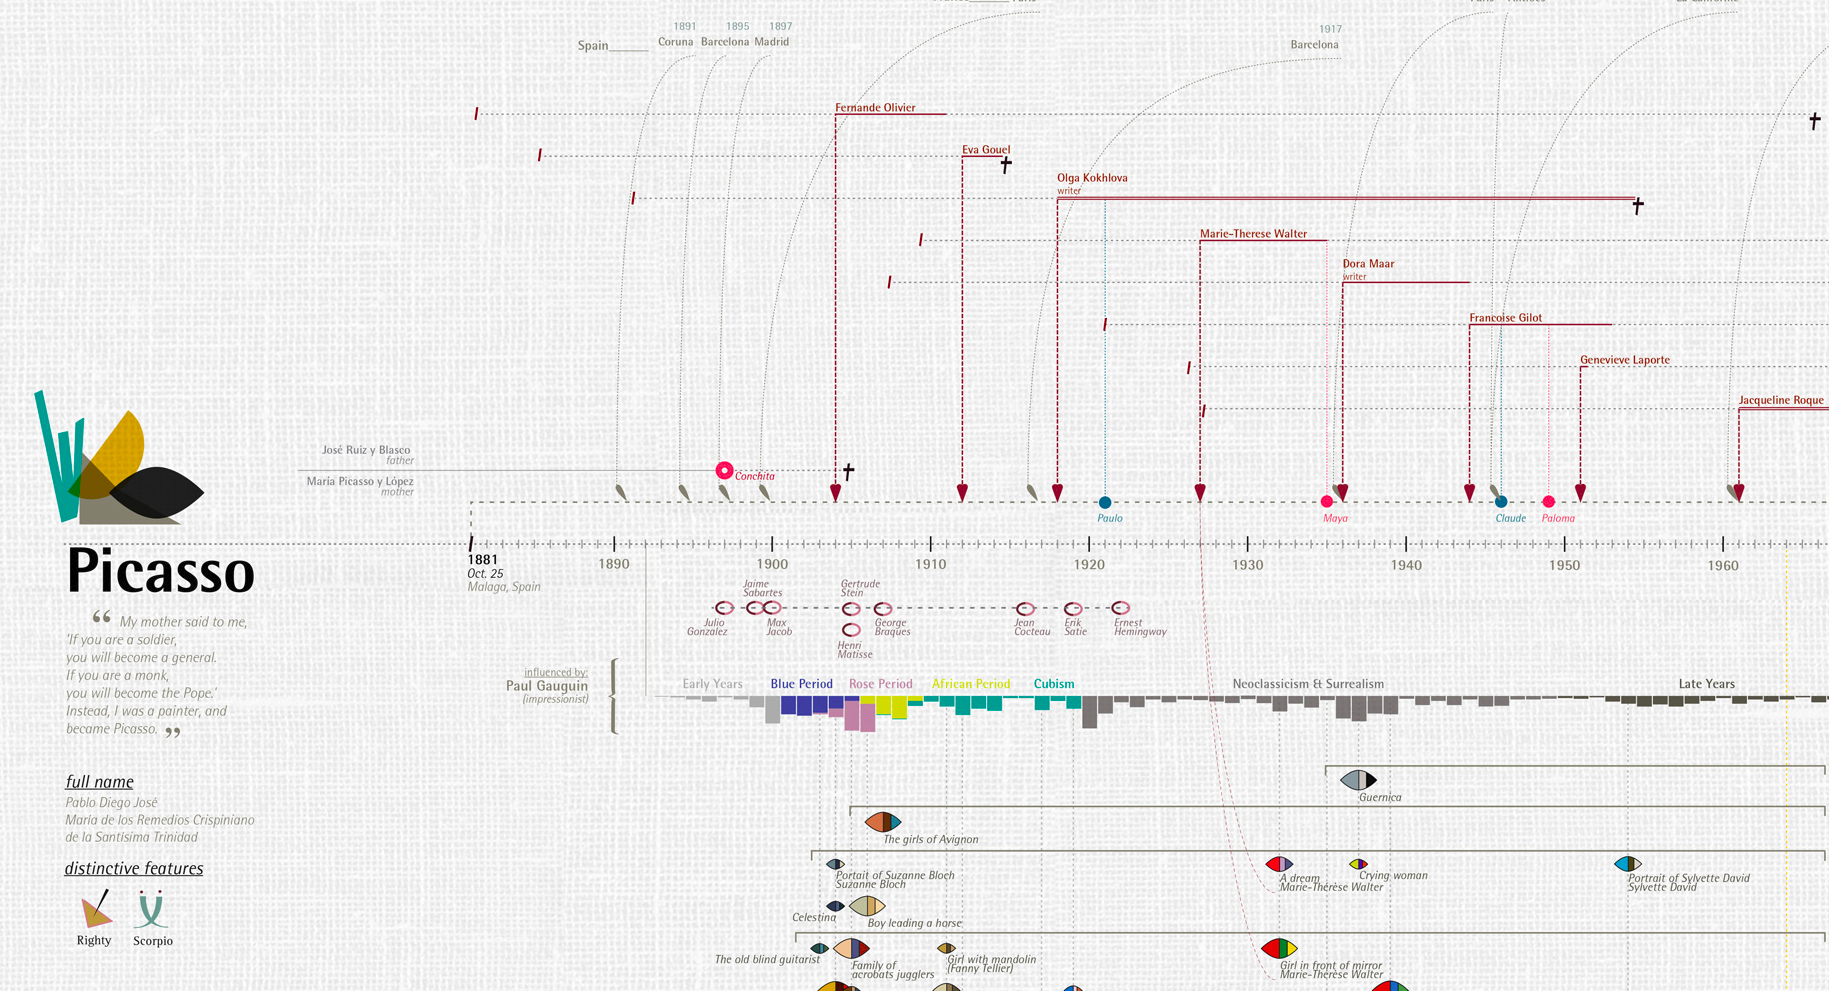 1891
1895
1897
Spain
Coruna
Barcelona
Madrid
1917
Barcelona
Fernande Olivier
Eva Gouel
Olga Kokhlova
writer
Marie-Therese Walter
Dora Maar
writer
Francoise Gilot
Genevieve Laporte
Jacqueline Roque
José Ruiz y Blasco
father
María Picasso y López
mother
Conchita
Paulo
Maya
Claude
Paloma
Picasso
1881
Oct. 25
Malaga, Spain
1890
1900
1910
1920
1930
1940
1950
1960
“ My mother said to me,
'If you are a soldier,
you will become a general.
If you are a monk,
you will become the Pope.'
Instead, I was a painter, and
became Picasso. ”
Jaime
Sabartes
Gertrude
Stein
Julio
Gonzalez
Max
Jacob
George
Braques
Jean
Cocteau
Erik
Satie
Ernest
Hemingway
Henri
Matisse
influenced by:
Paul Gauguin
(impressionist)
Early Years
Blue Period
Rose Period
African Period
Cubism
Neoclassicism & Surrealism
Late Years
full name
Pablo Diego José
María de los Remedios Crispiniano
de la Santisima Trinidad
distinctive features
Righty
Scorpio
Guernica
The girls of Avignon
Portait of Suzanne Bloch
Suzanne Bloch
A dream
Marie-Therese Walter
Crying woman
Portrait of Sylvette David
Sylvette David
Celestina
Boy leading a horse
The old blind guitarist
Family of
acrobats jugglers
Girl with mandolin
(Fanny Tellier)
Girl in front of mirror
Marie-Therese Walter